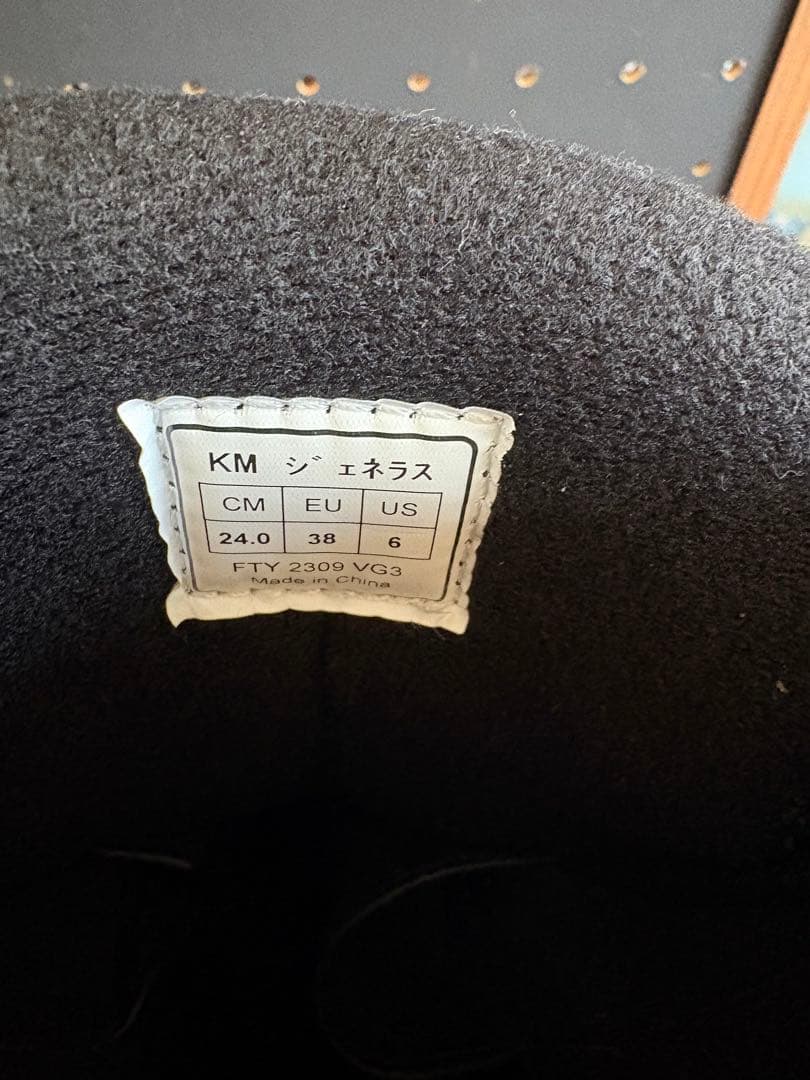 KM ジェネラス
CM EU US
24.0 38 6
FTY 2309 VG3
Made in China